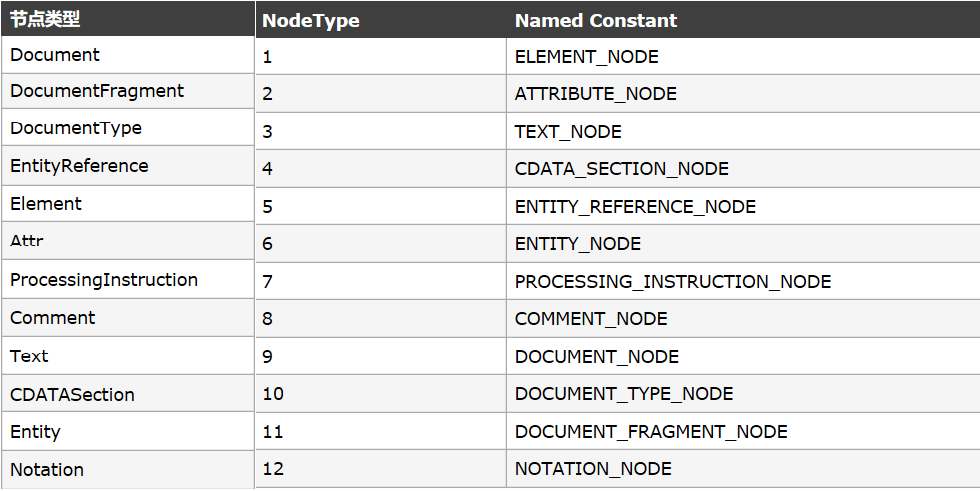 节点类型 NodeType Named Constant
Document 1 ELEMENT_NODE
DocumentFragment 2 ATTRIBUTE_NODE
DocumentType 3 TEXT_NODE
EntityReference 4 CDATA_SECTION_NODE
Element 5 ENTITY_REFERENCE_NODE
Attr 6 ENTITY_NODE
ProcessingInstruction 7 PROCESSING_INSTRUCTION_NODE
Comment 8 COMMENT_NODE
Text 9 DOCUMENT_NODE
CDATASection 10 DOCUMENT_TYPE_NODE
Entity 11 DOCUMENT_FRAGMENT_NODE
Notation 12 NOTATION_NODE